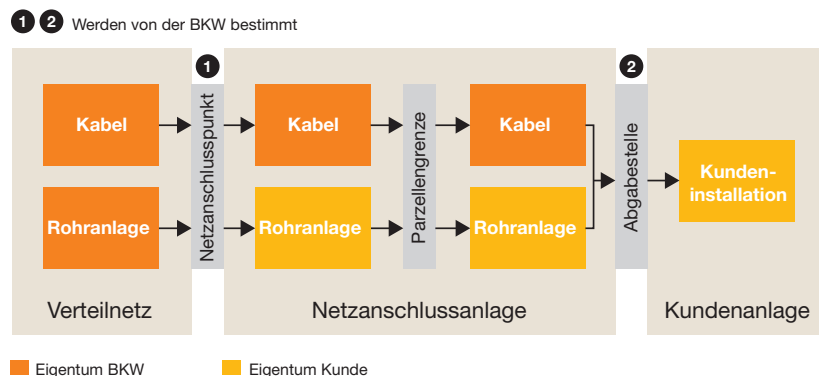 1 2 Werden von der BKW bestimmt
1
2
Kabel
Netzanschlusspunkt
Kabel
Parzellengrenze
Kabel
Abgabestelle
Kunden-
installation
Rohranlage
Rohranlage
Rohranlage
Verteilnetz
Netzanschlussanlage
Kundenanlage
Eigentum BKW
Eigentum Kunde